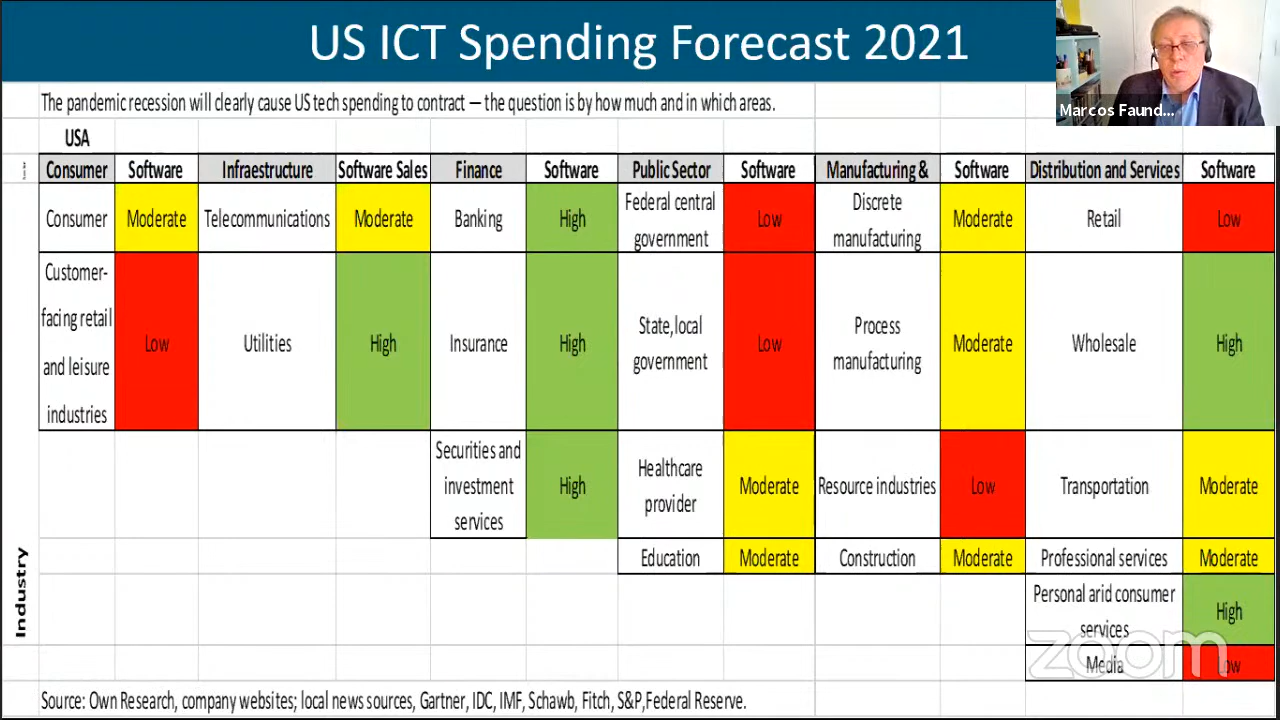 US ICT Spending Forecast 2021
Marcos Faund...
The pandemic recession will clearly cause US tech spending to contract — the question is by how much and in which areas.
USA
Consumer Software Infraestructure Software Sales Finance Software Public Sector Software Manufacturing & Software Distribution and Services Software
Consumer Moderate Telecommunications Moderate Banking High Federal central government Low Discrete manufacturing Moderate Retail Low
Customer-facing retail and leisure industries Low Utilities High Insurance High State,local government Low Process manufacturing Moderate Wholesale High
Securities and investment services High Healthcare provider Moderate Resource industries Low Transportation Moderate
Education Moderate Construction Moderate Professional services Moderate
Personal arid consumer services High
Media Low
Industry
zoom
Source: Own Research, company websites; local news sources, Gartner, IDC, IMF, Schawb, Fitch, S&P,Federal Reserve.